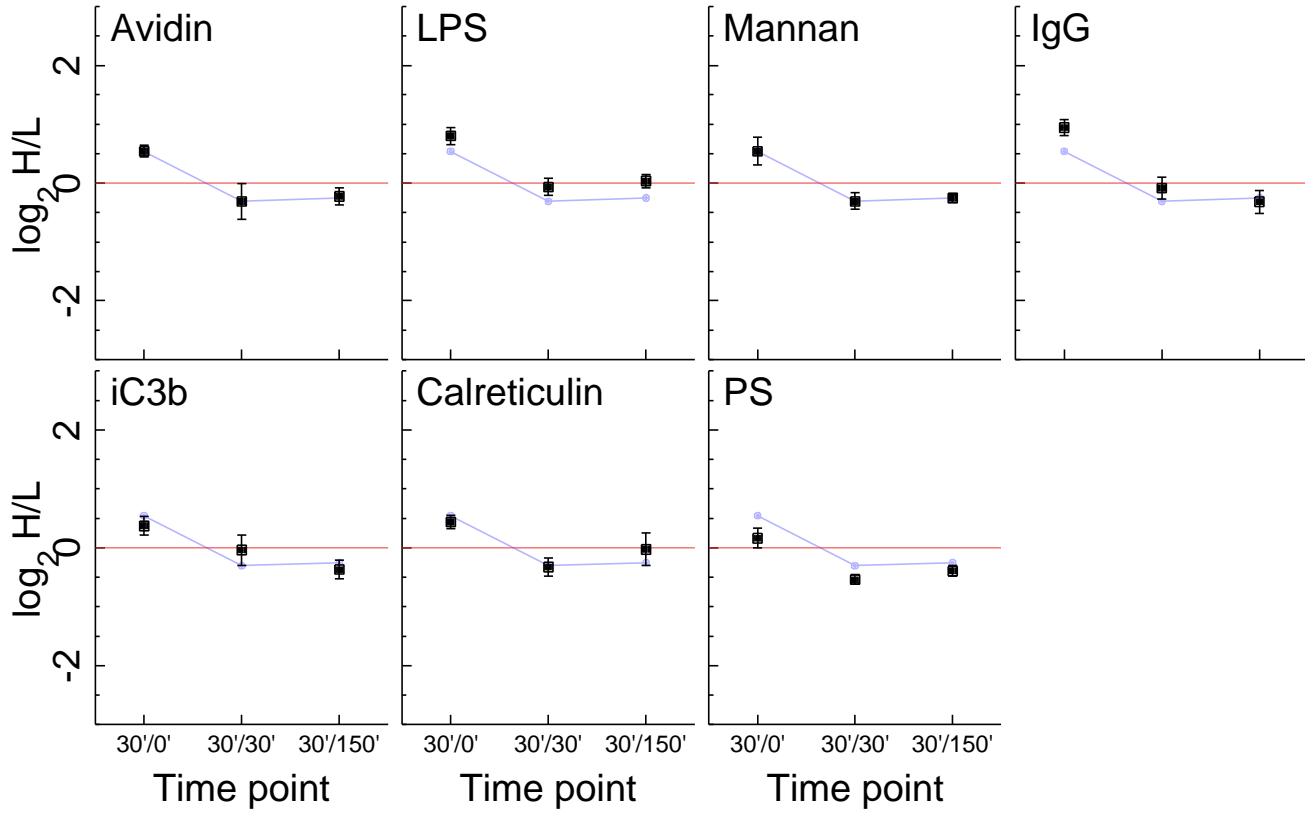 Avidin LPS Mannan IgG
2
0
-2
log2 H/L
iC3b Calreticulin PS
2
0
-2
log2 H/L
30'/0' 30'/30' 30'/150' 30'/0' 30'/30' 30'/150' 30'/0' 30'/30' 30'/150'
Time point Time point Time point